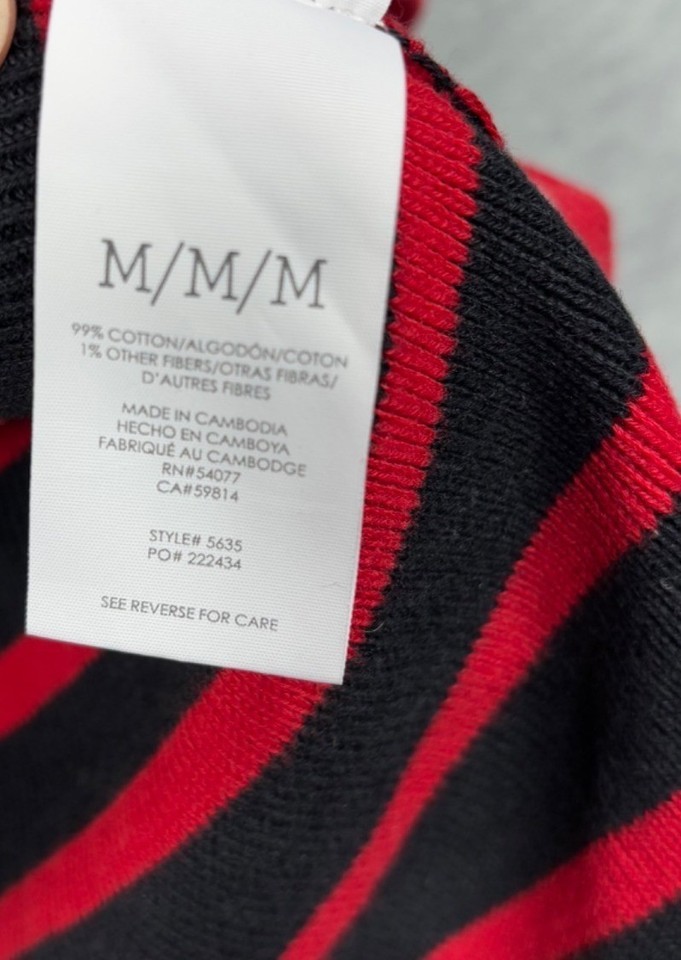 M/M/M
99% COTTON/ALGODÓN/COTON
1% OTHER FIBERS/OTRAS FIBRAS/
D'AUTRES FIBRES
MADE IN CAMBODIA
HECHO EN CAMBOYA
FABRIQUÉ AU CAMBODGE
RN#54077
CA#59814
STYLE# 5635
PO# 222434
SEE REVERSE FOR CARE